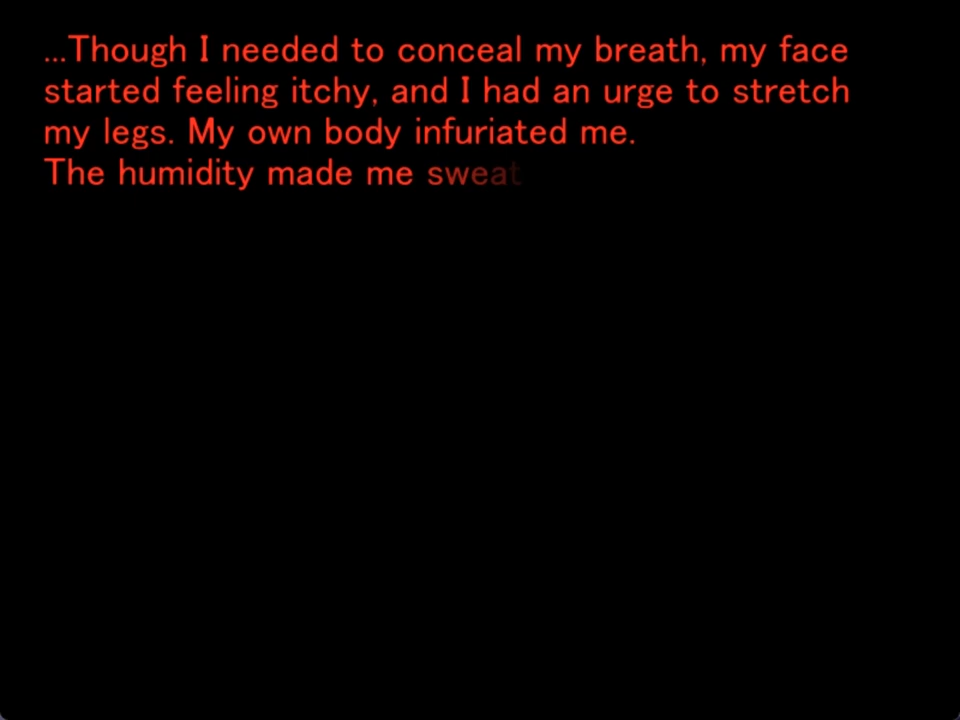 ...Though I needed to conceal my breath, my face
started feeling itchy, and I had an urge to stretch
my legs. My own body infuriated me.
The humidity made me sweat